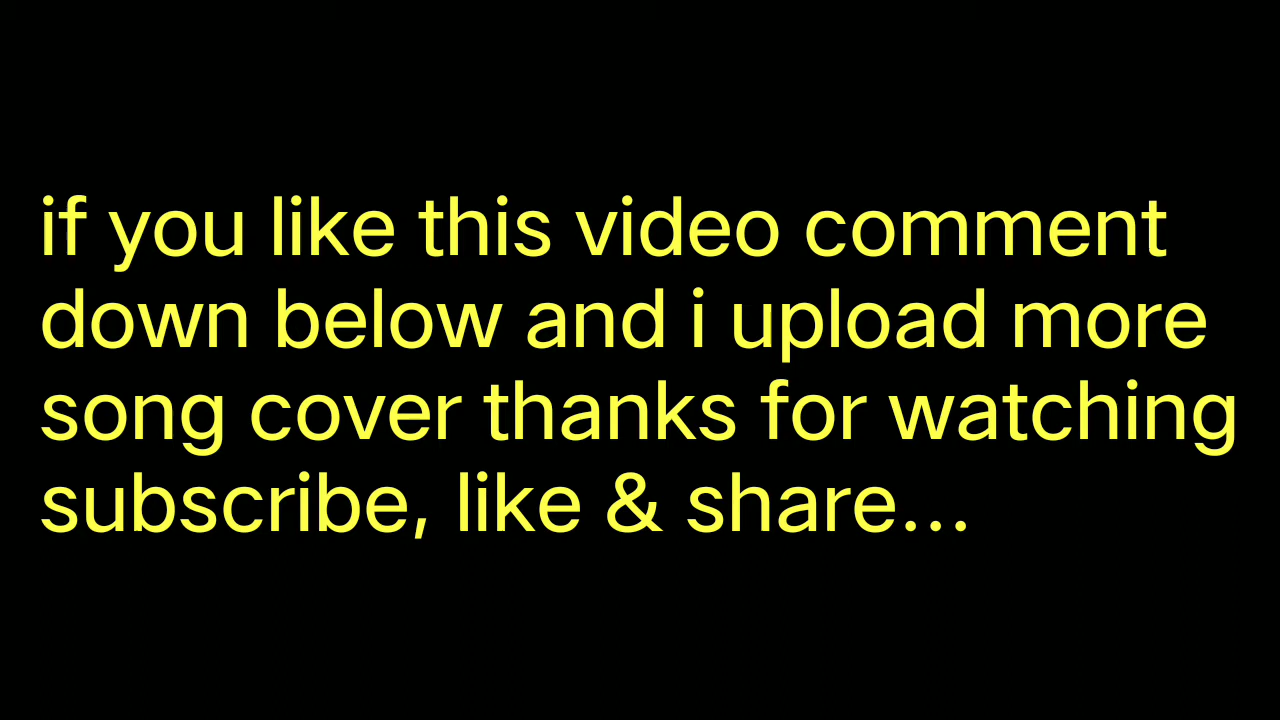 if you like this video comment
down below and i upload more
song cover thanks for watching
subscribe, like & share...